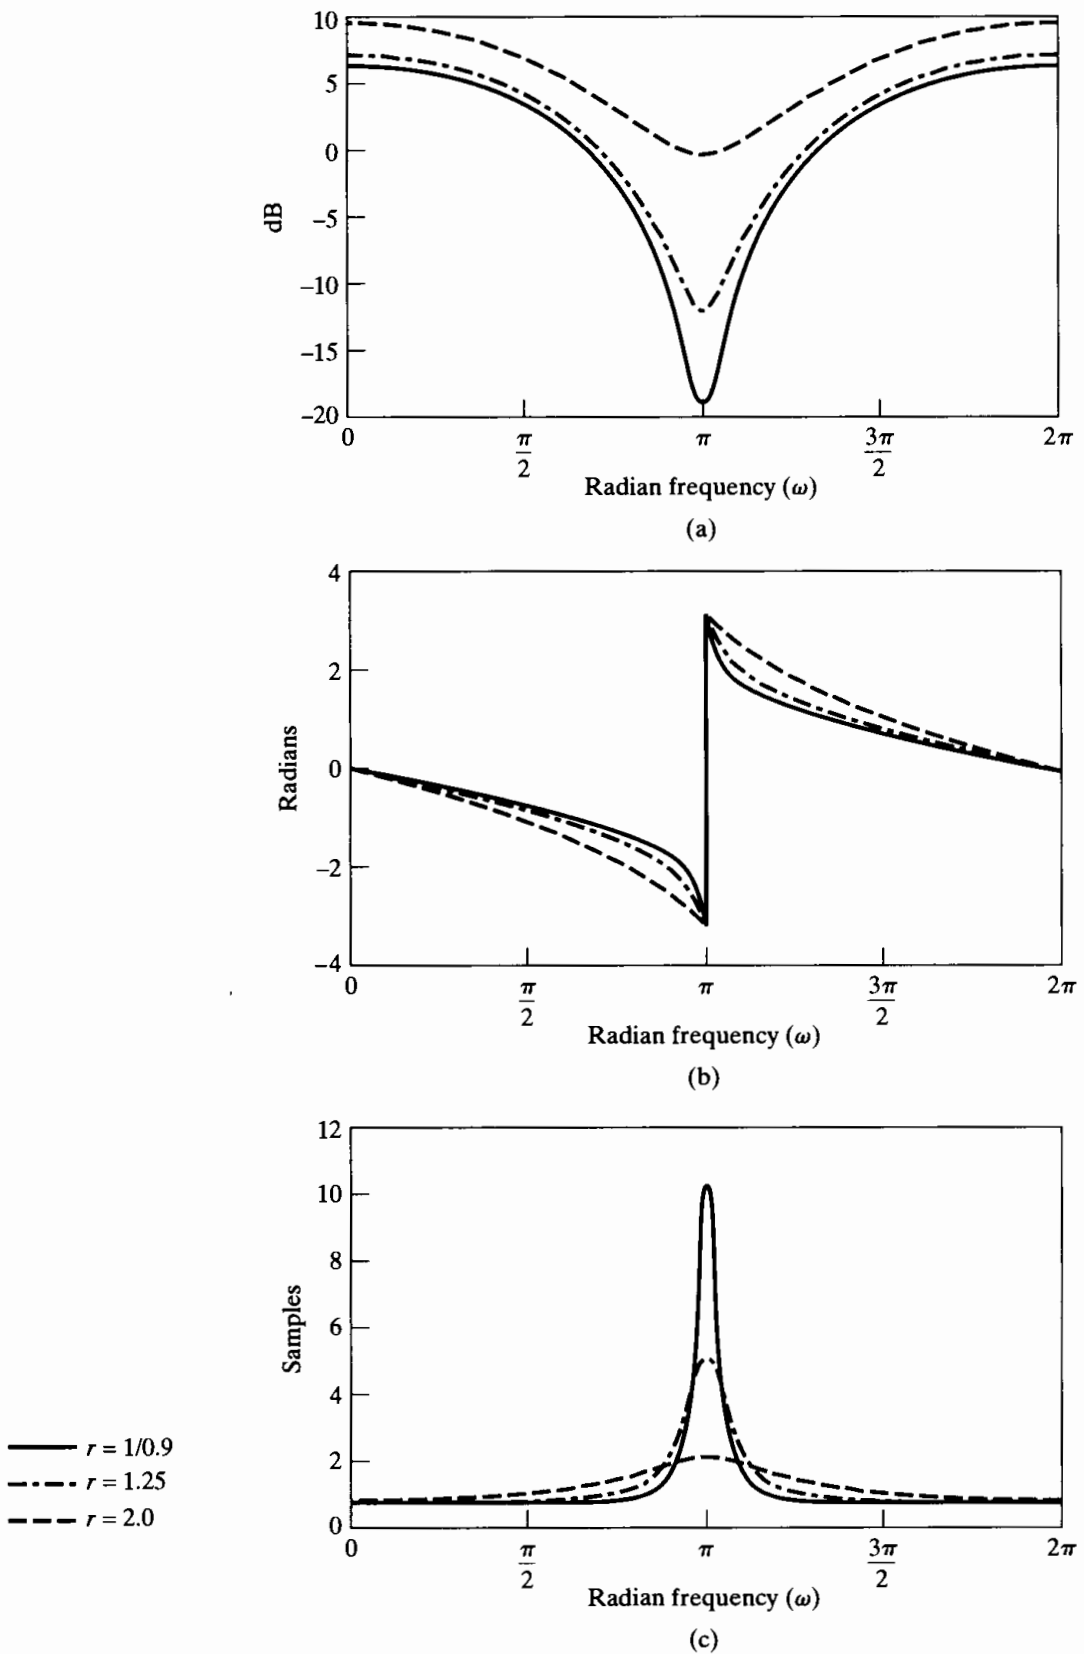 10
5
0
−5
−10
−15
−20
dB
0
π/2
π
3π/2
2π
Radian frequency (ω)
(a)
4
2
0
−2
−4
Radians
0
π/2
π
3π/2
2π
Radian frequency (ω)
(b)
12
10
8
6
4
2
0
Samples
0
π/2
π
3π/2
2π
Radian frequency (ω)
(c)
r = 1/0.9
r = 1.25
r = 2.0